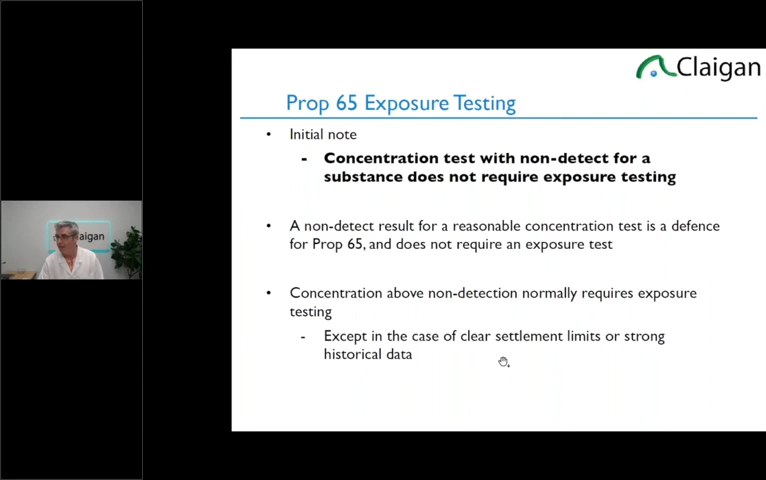 Claigan
Prop 65 Exposure Testing
• Initial note
- Concentration test with non-detect for a
substance does not require exposure testing
• A non-detect result for a reasonable concentration test is a defence
for Prop 65, and does not require an exposure test
• Concentration above non-detection normally requires exposure
testing
- Except in the case of clear settlement limits or strong
historical data
laigan